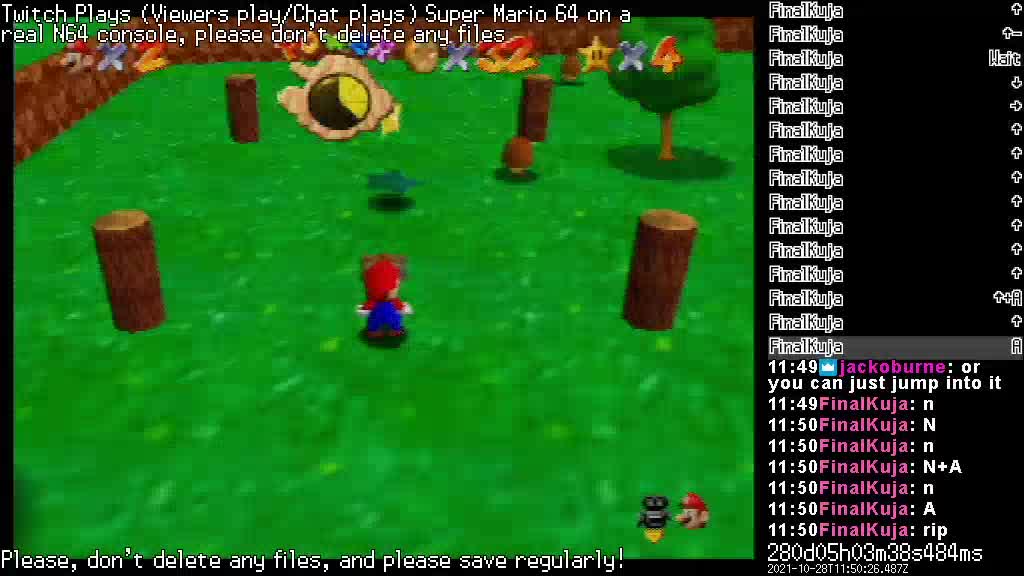 Twitch Plays (Viewers play/Chat plays) Super Mario 64 on a
real N64 console, please don't delete any files
x 2
x 22
x 4
Please, don't delete any files, and please save regularly!
FinalKuja ↑
FinalKuja ↑-
FinalKuja Wait
FinalKuja ↓
FinalKuja →
FinalKuja ↑
FinalKuja ↑
FinalKuja ↑
FinalKuja ↑
FinalKuja ↑
FinalKuja ↑
FinalKuja ↑
FinalKuja ↑+A
FinalKuja ↑
FinalKuja A
11:49 jackoburne: or
you can just jump into it
11:49 FinalKuja: n
11:50 FinalKuja: N
11:50 FinalKuja: n
11:50 FinalKuja: N+A
11:50 FinalKuja: n
11:50 FinalKuja: A
11:50 FinalKuja: rip
280d05h03m38s484ms
2021-10-28T11:50:26.487Z